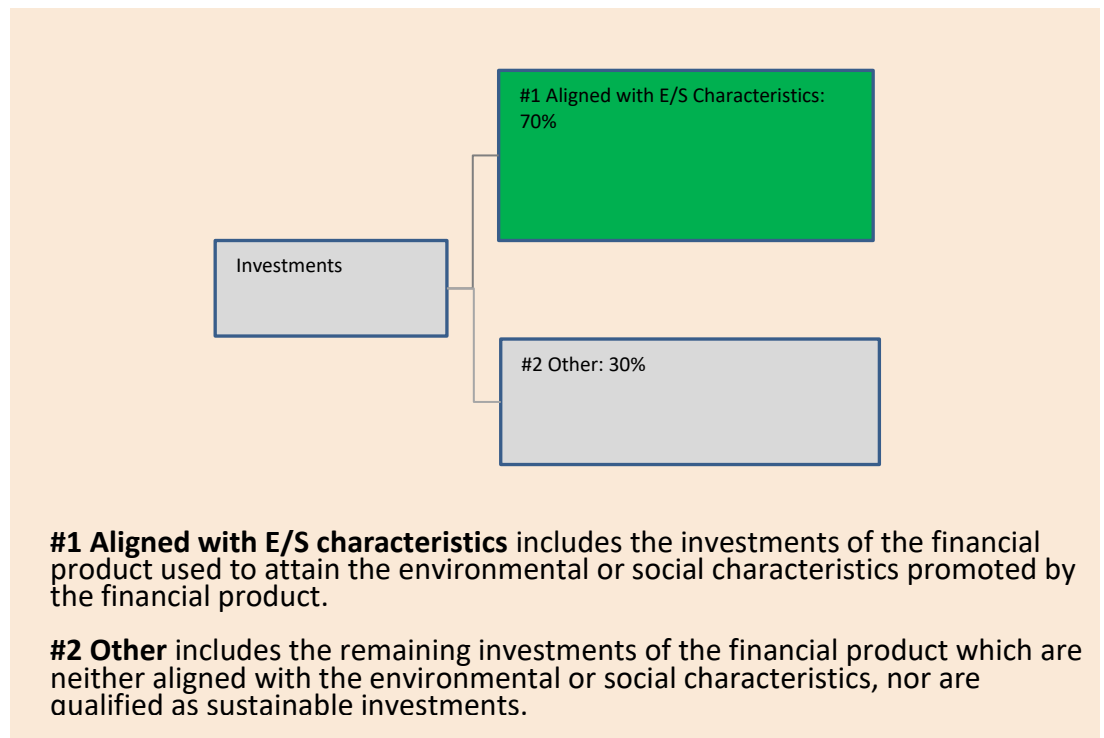 #1 Aligned with E/S Characteristics:
70%
Investments
#2 Other: 30%
#1 Aligned with E/S characteristics includes the investments of the financial
product used to attain the environmental or social characteristics promoted by
the financial product.
#2 Other includes the remaining investments of the financial product which are
neither aligned with the environmental or social characteristics, nor are
qualified as sustainable investments.